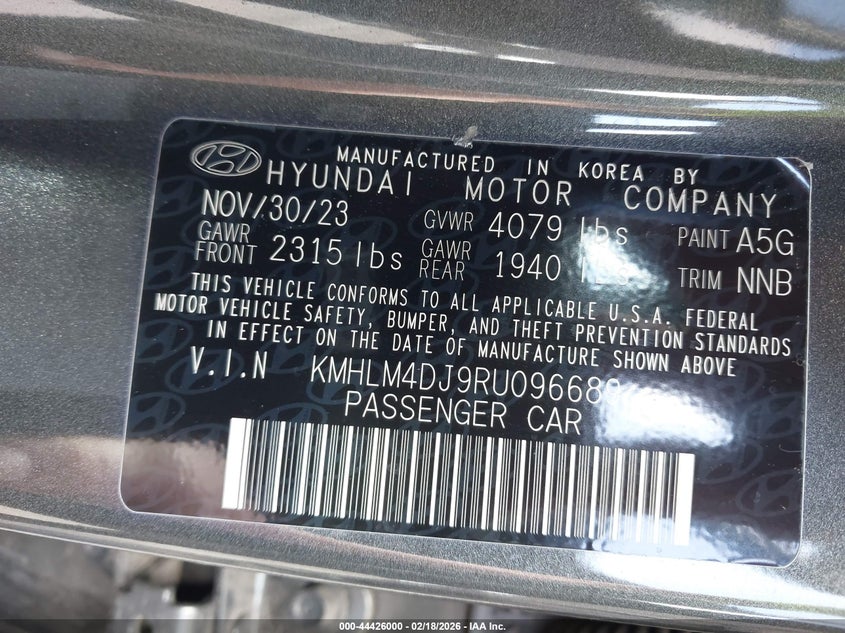 MANUFACTURED IN KOREA BY
HYUNDAI MOTOR COMPANY
NOV/30/23 GVWR 4079 lbs PAINT A5G
GAWR FRONT 2315 lbs GAWR REAR 1940 TRIM NNB
THIS VEHICLE CONFORMS TO ALL APPLICABLE U.S.A. FEDERAL
MOTOR VEHICLE SAFETY, BUMPER, AND THEFT PREVENTION STANDARDS
IN EFFECT ON THE DATE OF MANUFACTURE SHOWN ABOVE
V.I.N
PASSENGER CAR
000-44426000 — 02/18/2026 — IAA Inc.